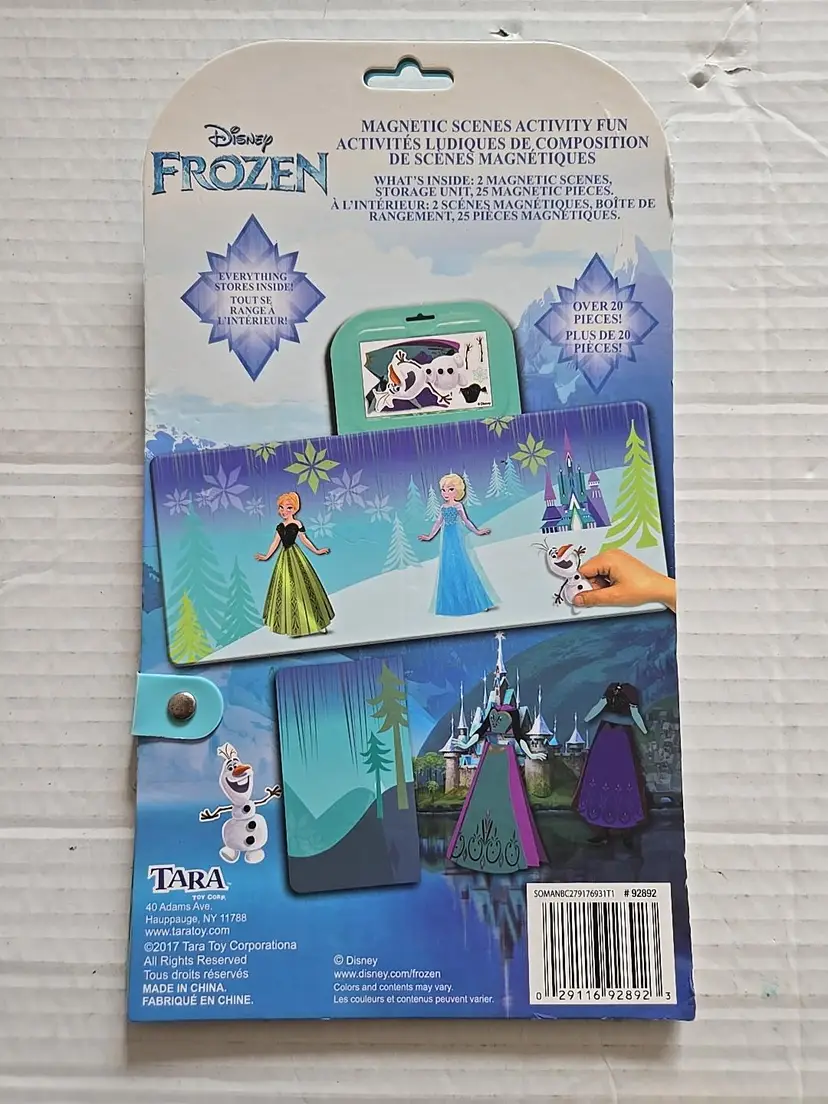 Disney
FROZEN
MAGNETIC SCENES ACTIVITY FUN
ACTIVITÉS LUDIQUES DE COMPOSITION
DE SCÈNES MAGNÉTIQUES
WHAT'S INSIDE: 2 MAGNETIC SCENES,
STORAGE UNIT, 25 MAGNETIC PIECES.
À L'INTÉRIEUR: 2 SCÉNES MAGNÉTIQUES, BOÎTE DE
RANGEMENT, 25 PIÈCES MAGNÉTIQUES.
EVERYTHING
STORES INSIDE!
TOUT SE
RANGE A
L'INTÉRIEUR!
OVER 20
PIECES!
PLUS DE 20
PIÈCES!
© Disney
TARA
TOY CORP.
40 Adams Ave.
Hauppauge, NY 11788
www.taratoy.com
©2017 Tara Toy Corporationa
All Rights Reserved
Tous droits réservés
MADE IN CHINA.
FABRIQUÉ EN CHINE.
© Disney
www.disney.com/frozen
Colors and contents may vary.
Les couleurs et contenus peuvent varier.
SOMANBC279176931T1 # 92892
0 29116 92892 3